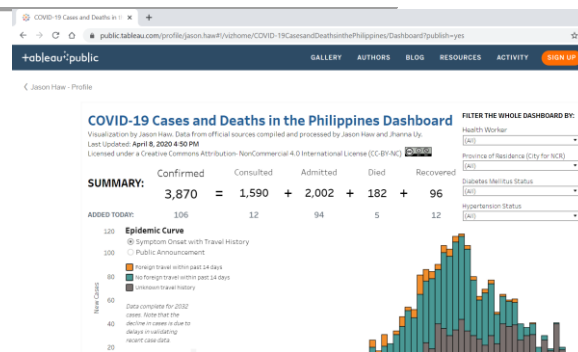 COVID-19 Cases and Deaths in t
public.tableau.com/profile/jason.haw#!/vizhome/COVID-19CasesandDeathsinthePhilippines/Dashboard?publish=yes
+ableau public
GALLERY AUTHORS BLOG RESOURCES ACTIVITY SIGN UP
Jason Haw - Profile
COVID-19 Cases and Deaths in the Philippines Dashboard
Visualization by Jason Haw. Data from official sources compiled and processed by Jason Haw and Jhanna Uy.
Last Updated: April 8, 2020 4:50 PM
Licensed under a Creative Commons Attribution- NonCommercial 4.0 International License (CC-BY-NC)
FILTER THE WHOLE DASHBOARD BY:
Health Worker
(All)
Province of Residence (City for NCR)
(All)
Diabetes Mellitus Status
(All)
Hypertension Status
(All)
SUMMARY:
Confirmed Consulted Admitted Died Recovered
3,870 = 1,590 + 2,002 + 182 + 96
ADDED TODAY: 106 12 94 5 12
Epidemic Curve
Symptom Onset with Travel History
Public Announcement
Foreign travel within past 14 days
No foreign travel within past 14 days
Unknown travel history
Data complete for 2032
cases. Note that the
decline in cases is due to
delays in validating
recent case data.
New Cases
120
100
80
60
40
20